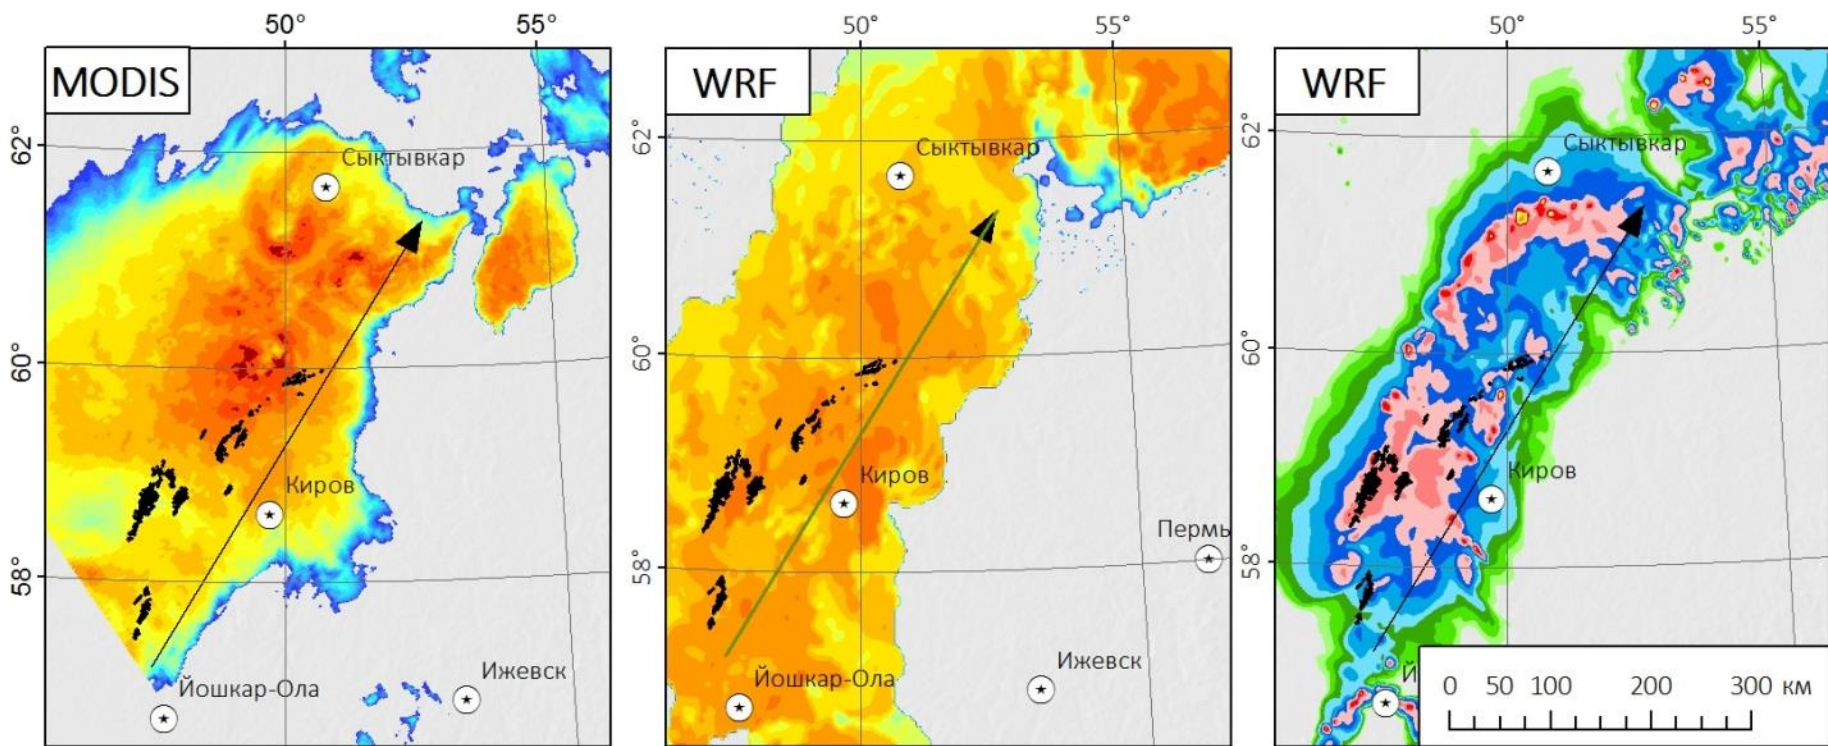 50° 55° 50° 55° 50° 55°
MODIS WRF WRF
62° 62° 62°
Сыктывкар Сыктывкар Сыктывкар
60° 60° 60°
Киров Киров Киров
Пермь
58° 58° 58°
Йошкар-Ола Ижевск Йошкар-Ола Ижевск Й
0 50 100 200 300 км